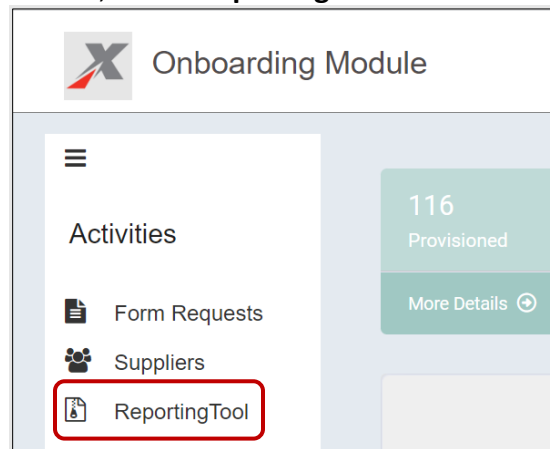 Onboarding Module
Activities
116
Provisioned
More Details
Form Requests
Suppliers
ReportingTool